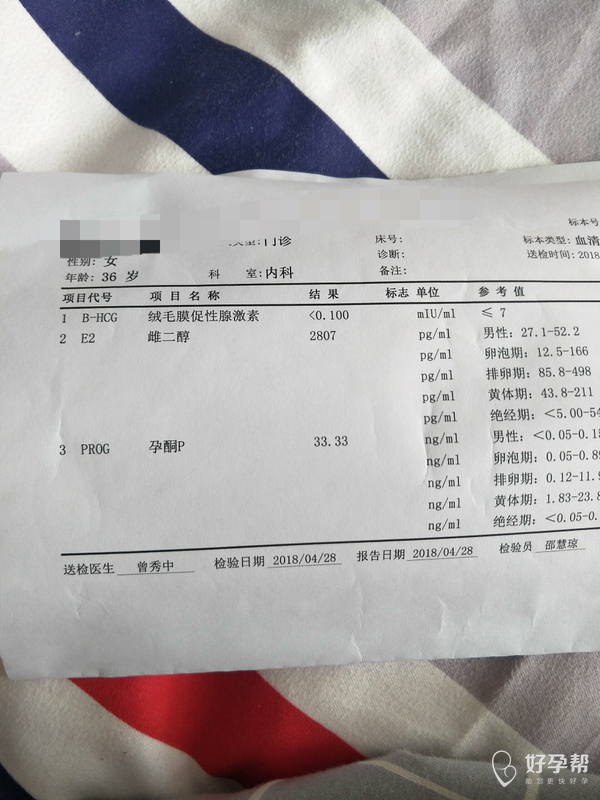 标本号
门诊 床号: 标本类型: 血清
性别: 女 诊断: 送检时间: 2018
年龄: 36 岁 科 室: 内科 备注:
项目代号 项 目 名 称 结 果 标志 单位 参 考 值
1 B-HCG 绒毛膜促性腺激素 <0.100 mIU/ml ≤ 7
2 E2 雌二醇 2807 pg/ml 男性: 27.1-52.2
pg/ml 卵泡期: 12.5-166
pg/ml 排卵期: 85.8-498
pg/ml 黄体期: 43.8-211
pg/ml 绝经期: <5.00-54
3 PROG 孕酮P 33.33 ng/ml 男性: <0.05-0.15
ng/ml 卵泡期: 0.05-0.89
ng/ml 排卵期: 0.12-11.9
ng/ml 黄体期: 1.83-23.8
ng/ml 绝经期: <0.05-0.
送检医生 曾秀中 检验日期 2018/04/28 报告日期 2018/04/28 检验员 邵慧琼
好孕帮
助您更快好孕